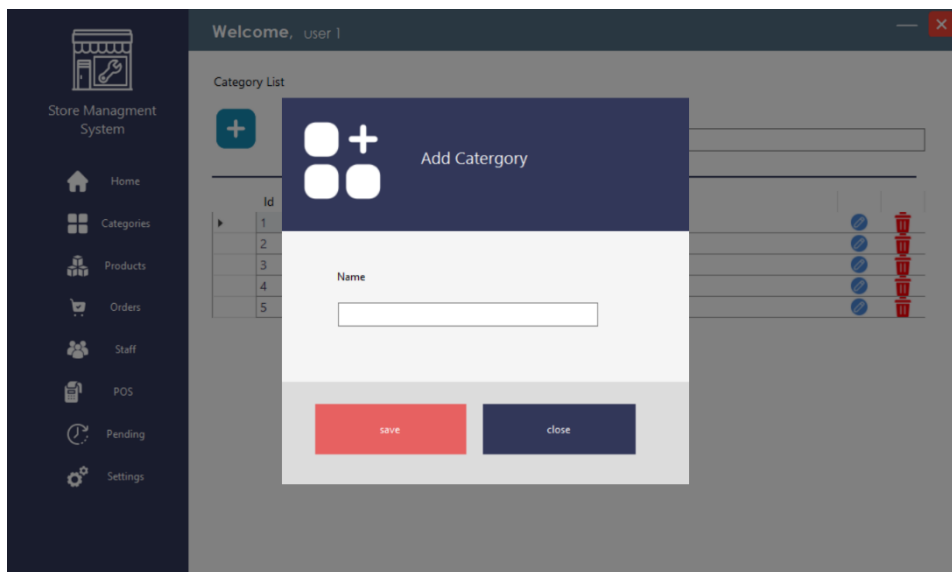 Welcome, user 1
Store Managment
System
Category List
Add Catergory
Home
Categories
Products
Orders
Staff
POS
Pending
Settings
Id
1
2
3
4
5
Name
save
close